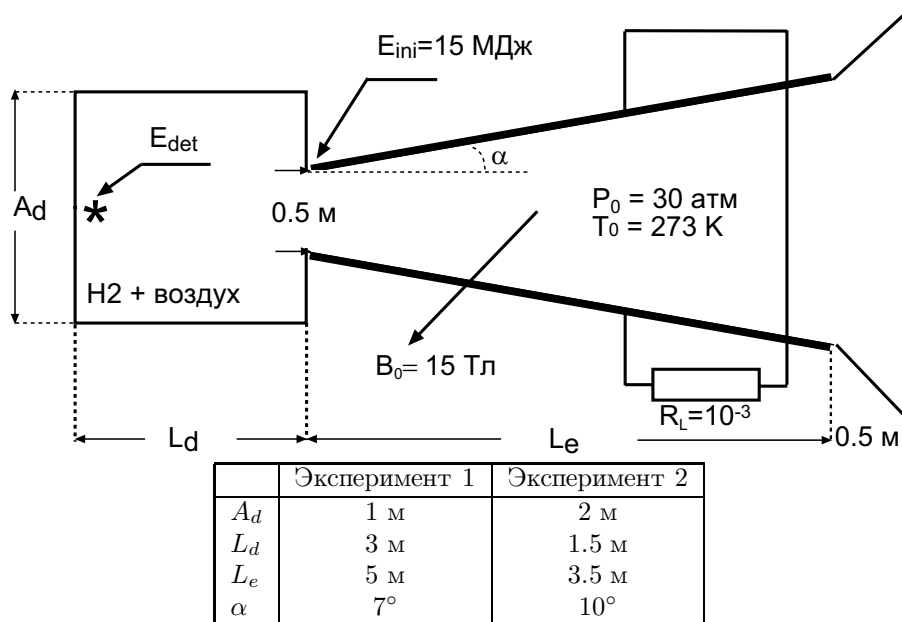 E_ini=15 МДж
E_det
α
A_d
0.5 м
P_0 = 30 атм
T_0 = 273 K
*
H2 + воздух
B_0= 15 Тл
R_L=10^-3
L_d
L_e
0.5 м
Эксперимент 1 Эксперимент 2
A_d 1 м 2 м
L_d 3 м 1.5 м
L_e 5 м 3.5 м
α 7° 10°